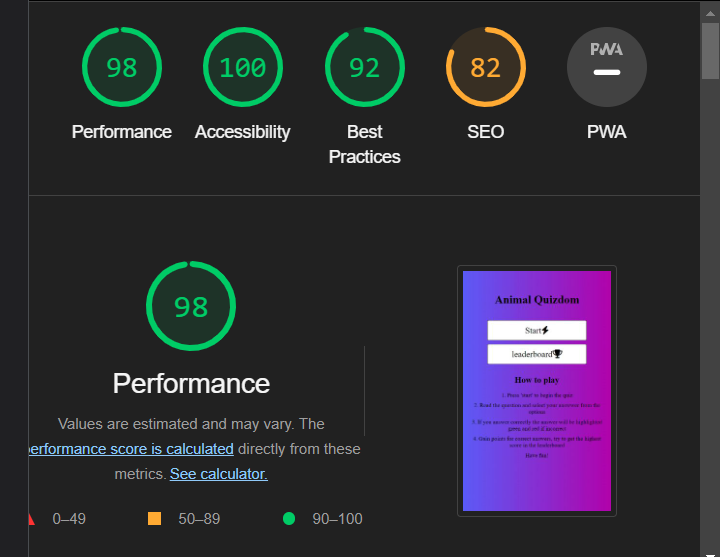 98
100
92
82
PWA
Performance
Accessibility
Best
Practices
SEO
PWA
98
Performance
Values are estimated and may vary. The
performance score is calculated directly from these
metrics. See calculator.
0–49
50–89
90–100
Animal Quizdom
Start
leaderboard
How to play
1. Press 'start' to begin the quiz
2. Read the question and select your answser from the
options
3. If you answer correctly the answer will be highlighted
green, and red if incorrect
4. Gain points for correct answers, try to get the highest
score in the leaderboard
Have fun!